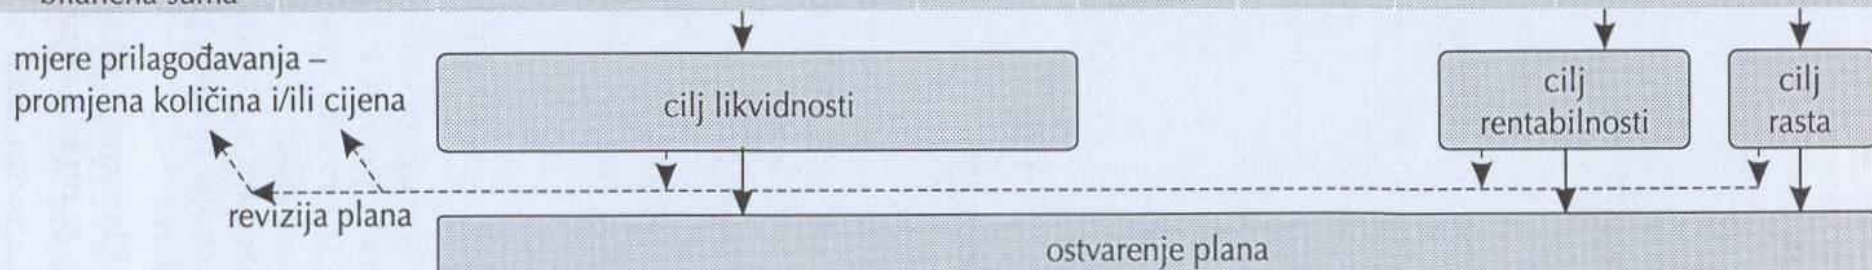 mjere prilagođavanja –
promjena količina i/ili cijena
cilj likvidnosti
cilj
rentabilnosti
cilj
rasta
revizija plana
ostvarenje plana